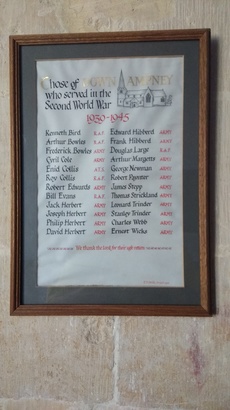 Those of DOWN AMPNEY
who served in the
Second World War
1939-1945
Kenneth Bird R.A.F. Edward Hibberd ARMY
Arthur Bowles R.A.F. Frank Hibberd ARMY
Frederick Bowles ARMY Douglas Large R.A.F.
Cyril Cole ARMY Arthur Margetts ARMY
Enid Collis A.T.S. George Newman ARMY
Roy Collis R.A.F. Robert Paynter ARMY
Robert Edwards ARMY James Stepp ARMY
Bill Evans R.A.F. Thomas Strickland ARMY
Jack Herbert ARMY Leonard Trinder ARMY
Joseph Herbert ARMY Stanley Trinder ARMY
Philip Herbert ARMY Charles Webb ARMY
David Herbert ARMY Ernest Wicks ARMY
We thank the Lord for their safe return